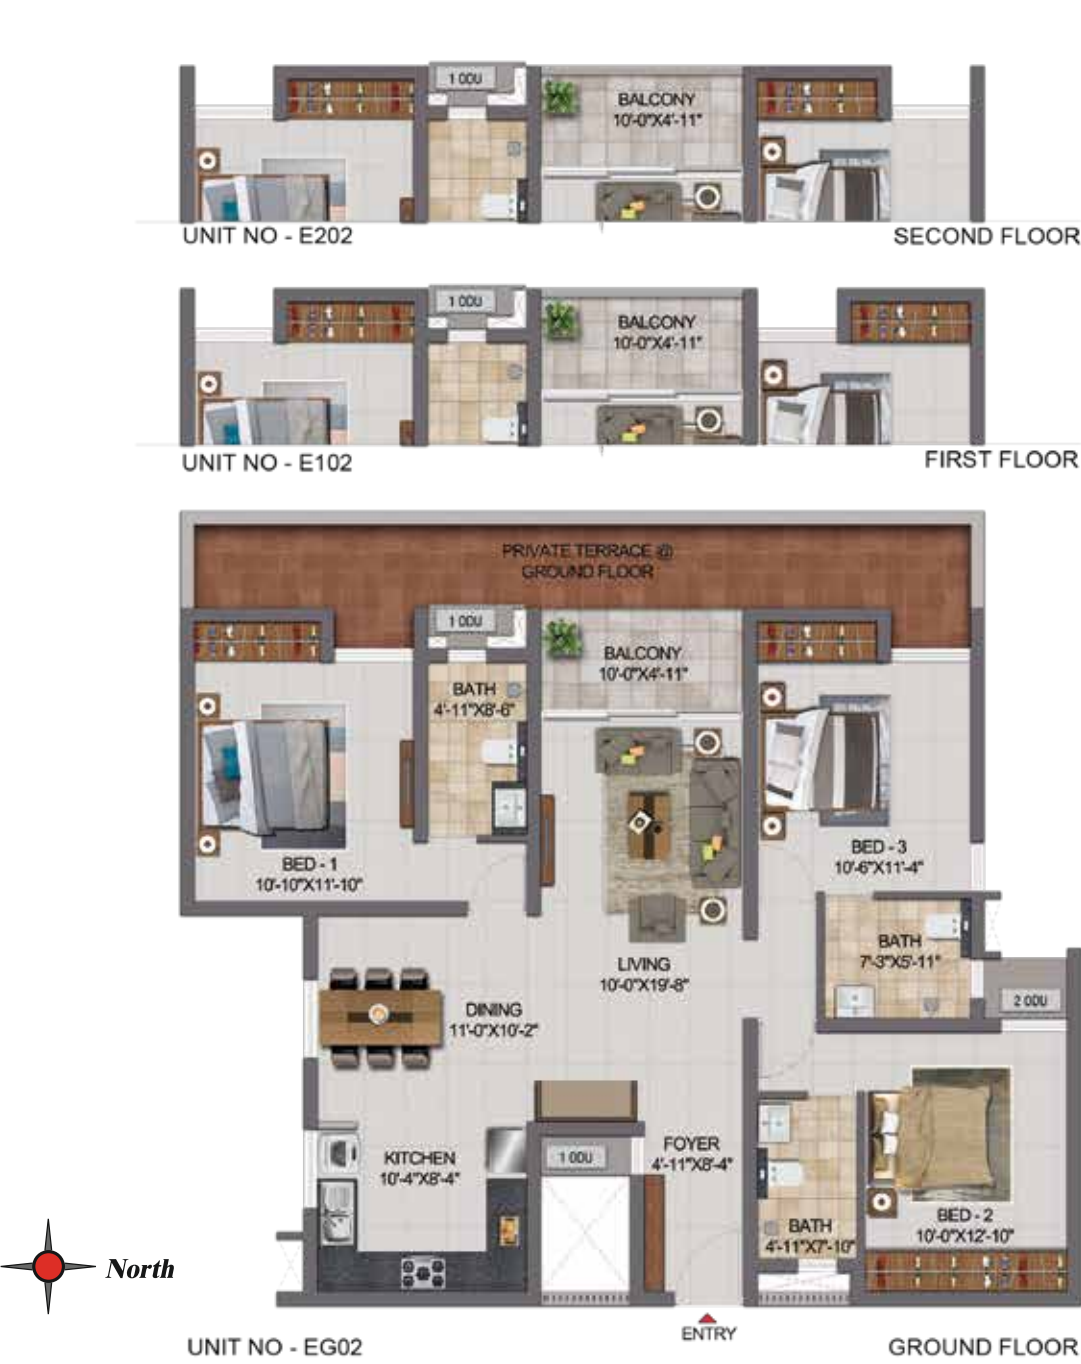 1 ODU
BALCONY
10'-0"X4'-11"
UNIT NO - E202
SECOND FLOOR
1 ODU
BALCONY
10'-0"X4'-11"
UNIT NO - E102
FIRST FLOOR
PRIVATE TERRACE @
GROUND FLOOR
1 ODU
BALCONY
10'-0"X4'-11"
BATH
4'-11"X8'-6"
BED - 1
10'-10"X11'-10"
BED - 3
10'-6"X11'-4"
BATH
7'-3"X5'-11"
LIVING
10'-0"X19'-8"
DINING
11'-0"X10'-2"
2 ODU
FOYER
4'-11"X8'-4"
KITCHEN
10'-4"X8'-4"
1 ODU
BATH
4'-11"X7'-10"
BED - 2
10'-0"X12'-10"
North
ENTRY
UNIT NO - EG02
GROUND FLOOR